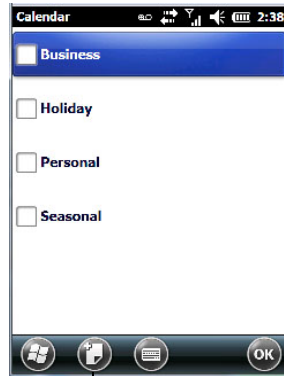 Calendar 2:38
Business
Holiday
Personal
Seasonal
OK